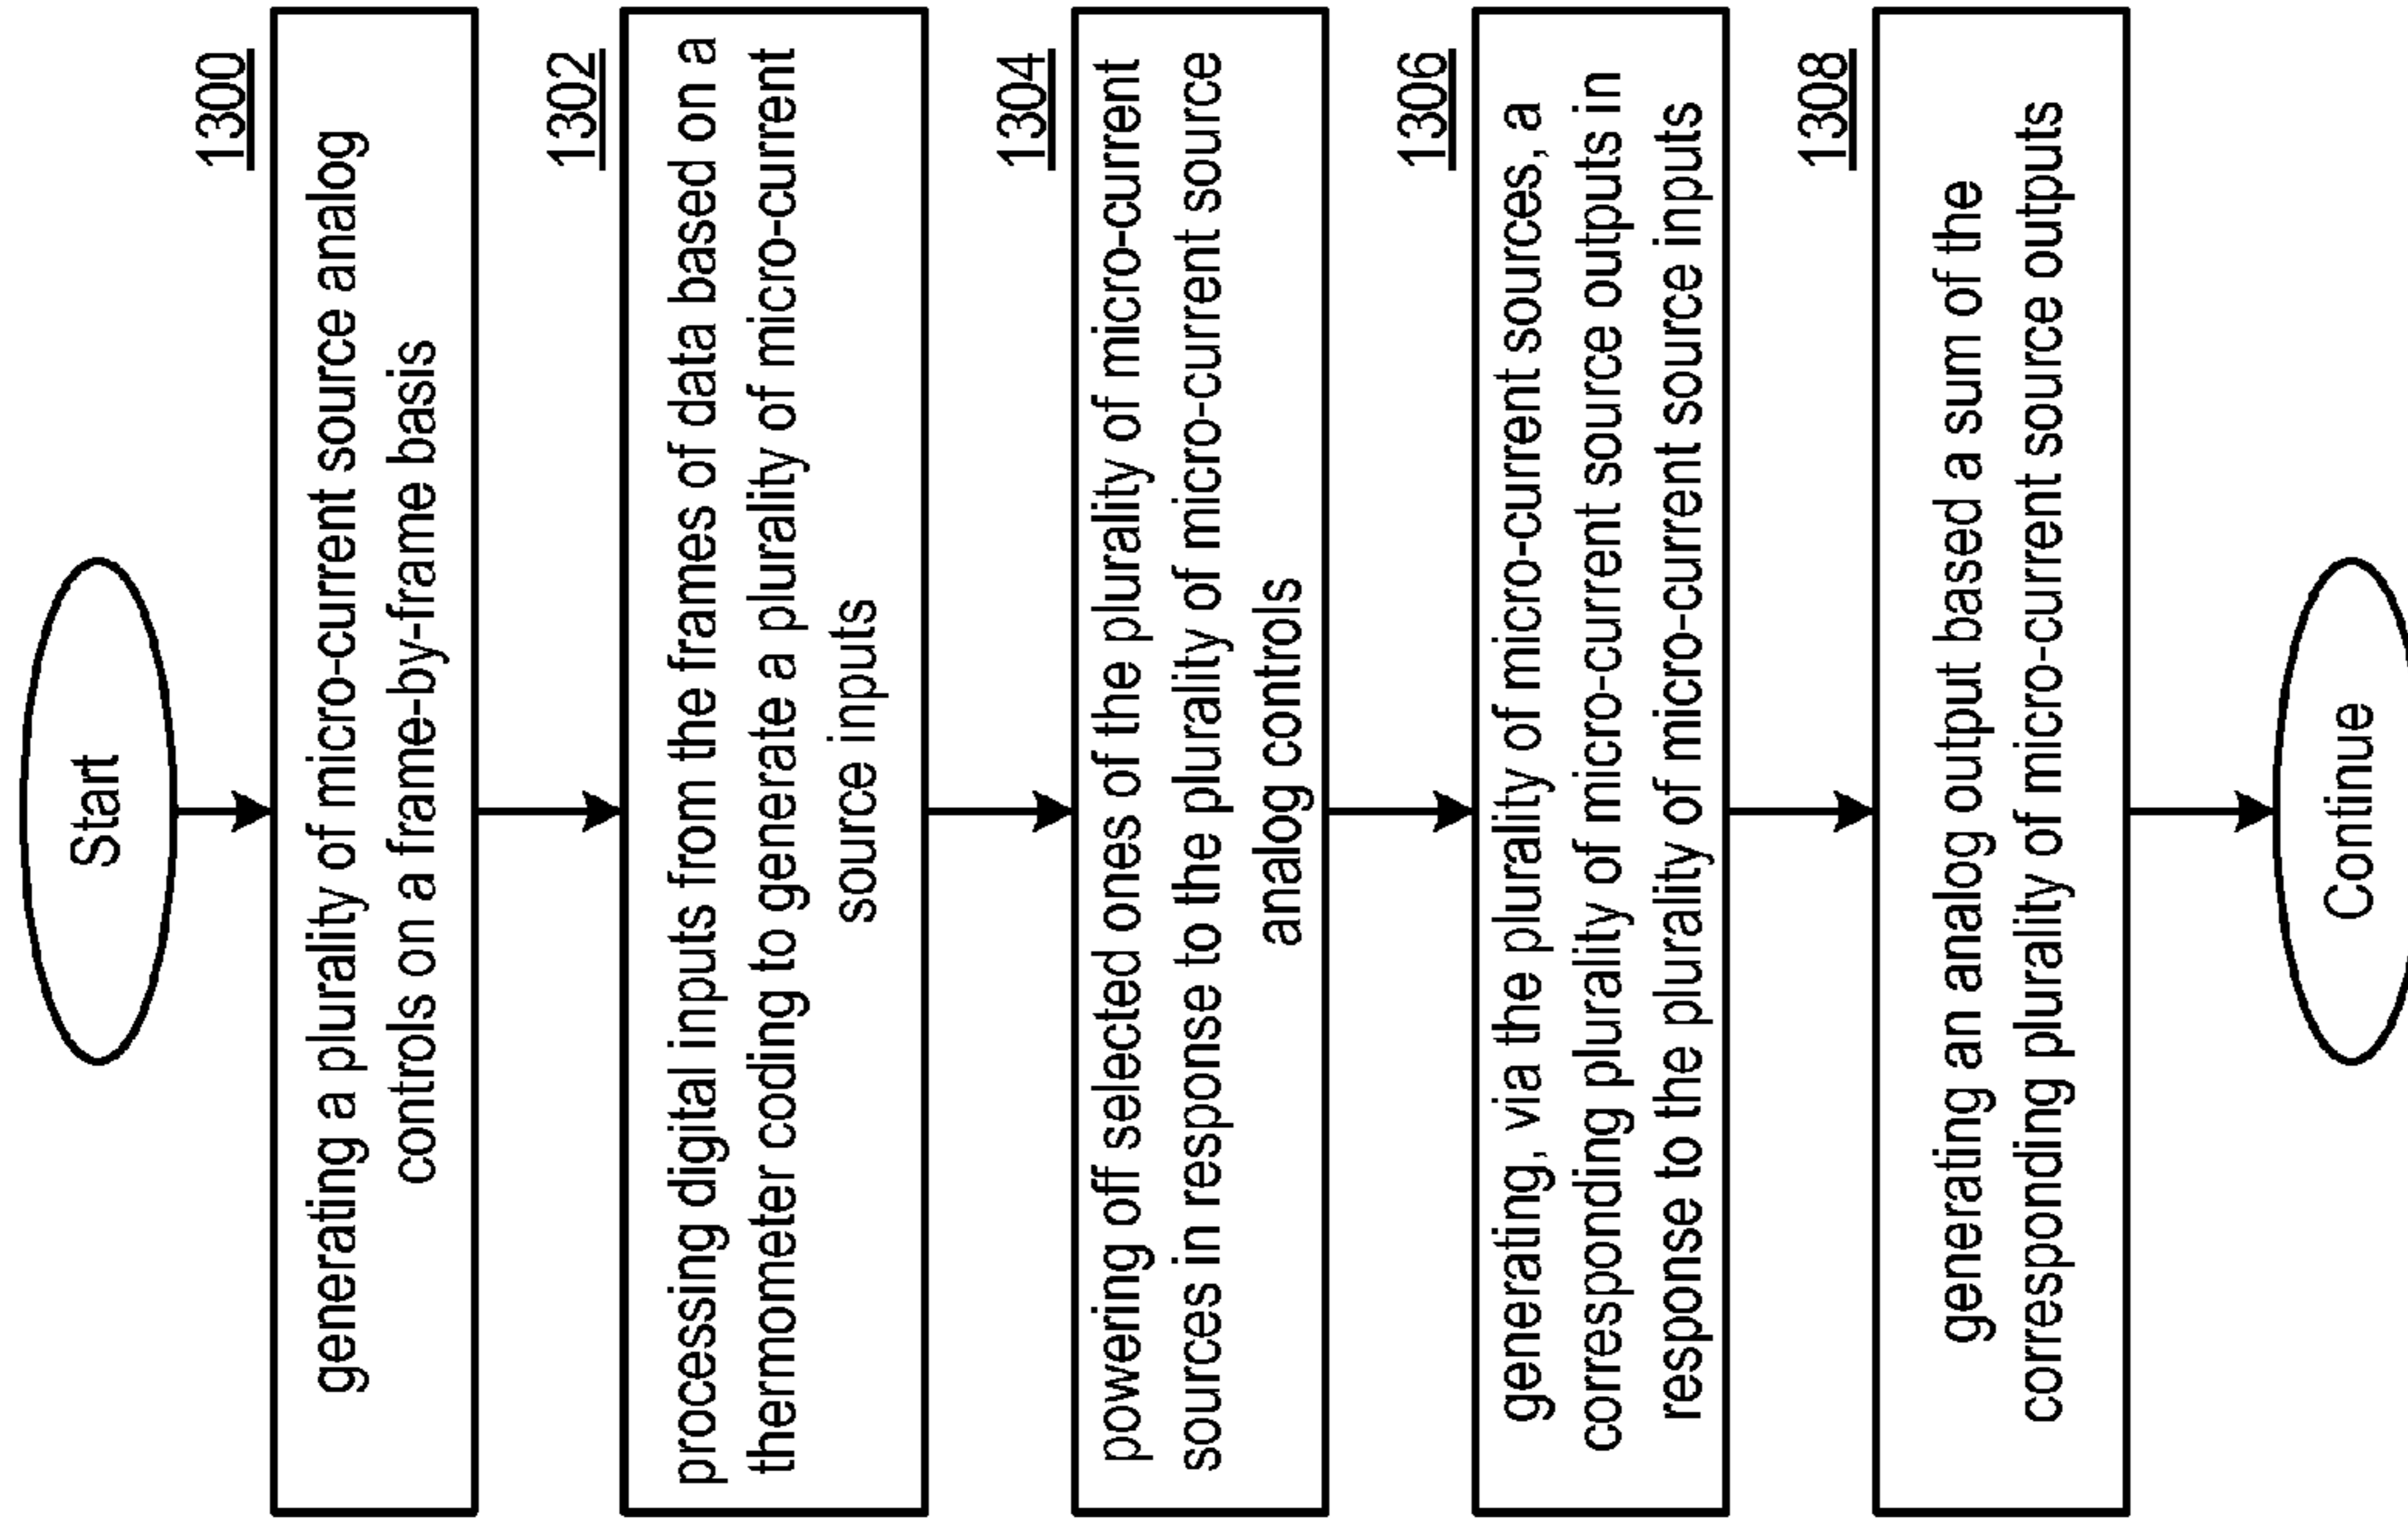 Start
1300
generating a plurality of micro-current source analog
controls on a frame-by-frame basis
1302
processing digital inputs from the frames of data based on a
thermometer coding to generate a plurality of micro-current
source inputs
1304
powering off selected ones of the plurality of micro-current
sources in response to the plurality of micro-current source
analog controls
1306
generating, via the plurality of micro-current sources, a
corresponding plurality of micro-current source outputs in
response to the plurality of micro-current source inputs
1308
generating an analog output based a sum of the
corresponding plurality of micro-current source outputs
Continue